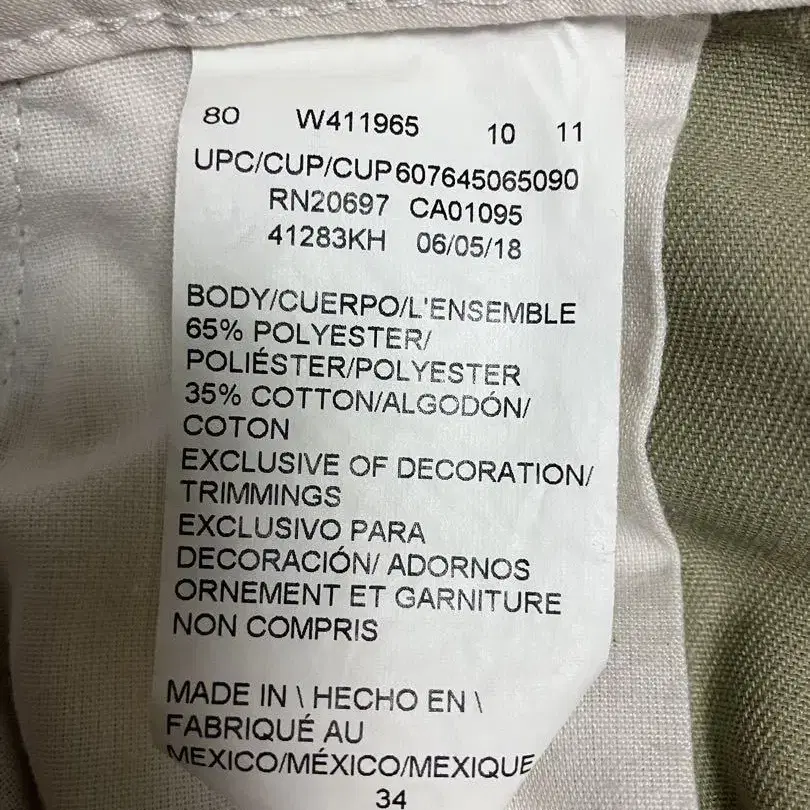 80 W411965 10 11
UPC/CUP/CUP607645065090
RN20697 CA01095
41283KH 06/05/18
BODY/CUERPO/L'ENSEMBLE
65% POLYESTER/
POLIÉSTER/POLYESTER
35% COTTON/ALGODÓN/
COTON
EXCLUSIVE OF DECORATION/
TRIMMINGS
EXCLUSIVO PARA
DECORACIÓN/ ADORNOS
ORNEMENT ET GARNITURE
NON COMPRIS
MADE IN \ HECHO EN \
FABRIQUÉ AU
MEXICO/MÉXICO/MEXIQUE
34